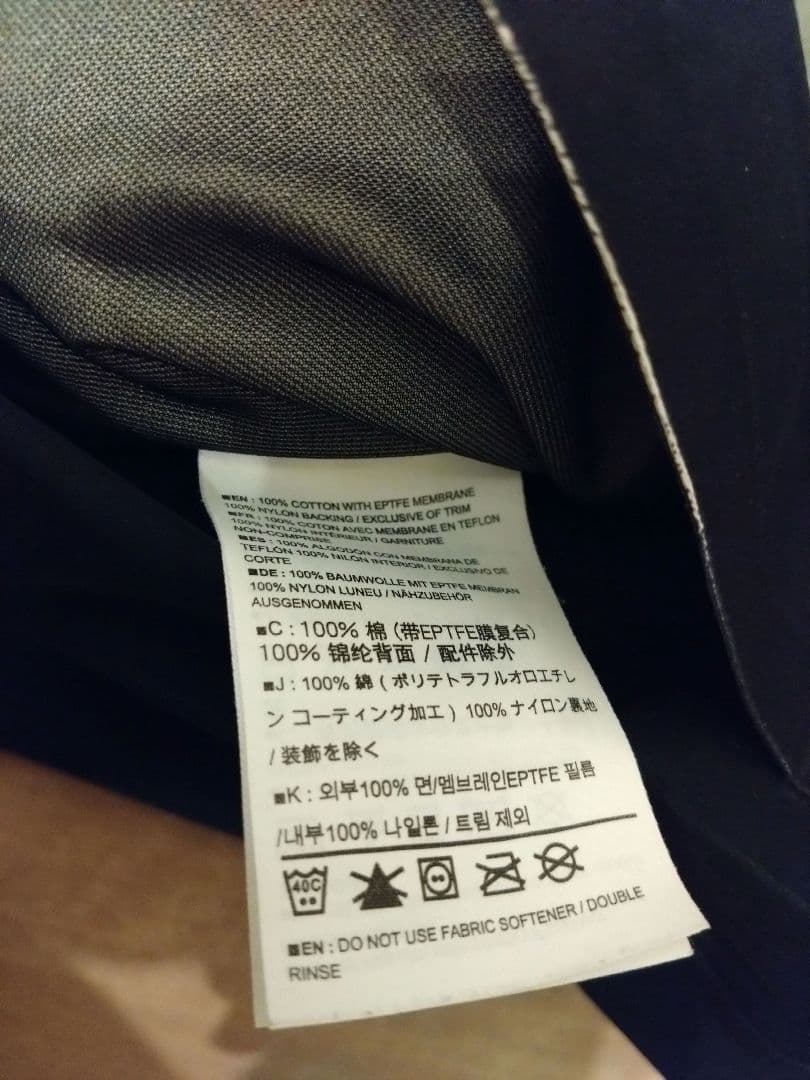 ■EN : 100% COTTON WITH EPTFE MEMBRANE
100% NYLON BACKING / EXCLUSIVE OF TRIM
■FR : 100% COTON AVEC MEMBRANE EN TEFLON
100% NYLON INTÉRIEUR / GARNITURE
NON-COMPRISE
■ES : 100% ALGODON CON MEMBRANA DE
TEFLÓN 100% NILÓN INTERIOR / EXCLUSIVO DE
CORTE
■DE : 100% BAUMWOLLE MIT EPTFE MEMBRAN
100% NYLON LUNEU / NÄHZUBEHÖR
AUSGENOMMEN
■C : 100% 棉 (带EPTFE膜复合)
100% 锦纶背面 / 配件除外
■J : 100% 綿 ( ポリテトラフルオロエチレ
ン コーティング加工 ) 100% ナイロン裏地
/ 装飾を除く
■K : 외부100% 면/멤브레인EPTFE 필름
/내부100% 나일론 / 트림 제외
40C
■EN : DO NOT USE FABRIC SOFTENER / DOUBLE
RINSE